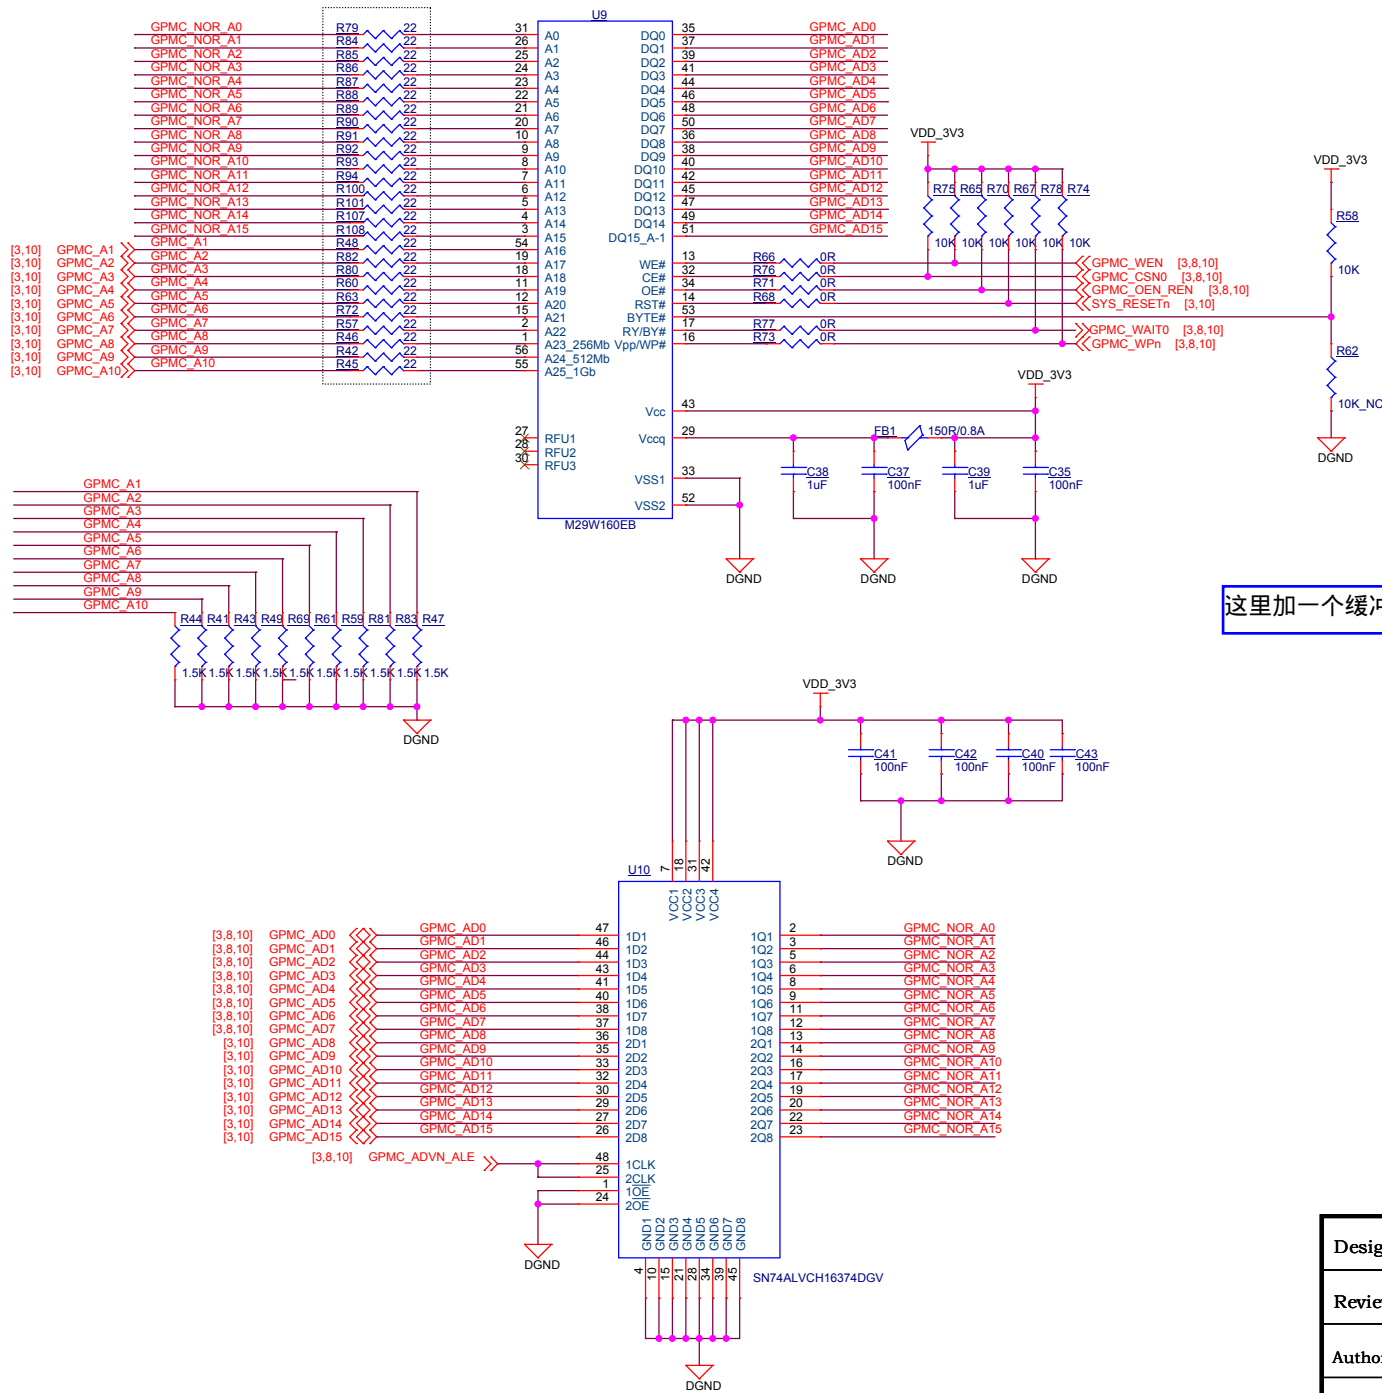 U9
GPMC_NOR_A0 R79 22 31 A0 DQ0 35 GPMC_AD0
GPMC_NOR_A1 R84 22 26 A1 DQ1 37 GPMC_AD1
GPMC_NOR_A2 R85 22 25 A2 DQ2 39 GPMC_AD2
GPMC_NOR_A3 R86 22 24 A3 DQ3 41 GPMC_AD3
GPMC_NOR_A4 R87 22 23 A4 DQ4 44 GPMC_AD4
GPMC_NOR_A5 R88 22 22 A5 DQ5 46 GPMC_AD5
GPMC_NOR_A6 R89 22 21 A6 DQ6 48 GPMC_AD6
GPMC_NOR_A7 R90 22 20 A7 DQ7 50 GPMC_AD7
GPMC_NOR_A8 R91 22 10 A8 DQ8 36 GPMC_AD8
GPMC_NOR_A9 R92 22 9 A9 DQ9 38 GPMC_AD9
GPMC_NOR_A10 R93 22 8 A10 DQ10 40 GPMC_AD10
GPMC_NOR_A11 R94 22 7 A11 DQ11 42 GPMC_AD11
GPMC_NOR_A12 R100 22 6 A12 DQ12 45 GPMC_AD12
GPMC_NOR_A13 R101 22 5 A13 DQ13 47 GPMC_AD13
GPMC_NOR_A14 R107 22 4 A14 DQ14 49 GPMC_AD14
GPMC_NOR_A15 R108 22 3 A15 DQ15_A-1 51 GPMC_AD15
[3,10] GPMC_A1 GPMC_A1 R48 22 54 A16
[3,10] GPMC_A2 GPMC_A2 R82 22 19 A17 WE# 13 R66 0R GPMC_WEN [3,8,10]
[3,10] GPMC_A3 GPMC_A3 R80 22 18 A18 CE# 32 R76 0R GPMC_CSN0 [3,8,10]
[3,10] GPMC_A4 GPMC_A4 R60 22 11 A19 OE# 34 R71 0R GPMC_OEN_REN [3,8,10]
[3,10] GPMC_A5 GPMC_A5 R63 22 12 A20 RST# 14 R68 0R SYS_RESETn [3,10]
[3,10] GPMC_A6 GPMC_A6 R72 22 15 A21 BYTE# 53
[3,10] GPMC_A7 GPMC_A7 R57 22 2 A22 RY/BY# 17 R77 0R GPMC_WAIT0 [3,8,10]
[3,10] GPMC_A8 GPMC_A8 R46 22 1 A23_256Mb Vpp/WP# 16 R73 0R GPMC_WPn [3,8,10]
[3,10] GPMC_A9 GPMC_A9 R42 22 56 A24_512Mb
[3,10] GPMC_A10 GPMC_A10 R45 22 55 A25_1Gb
VDD_3V3
R75 R65 R70 R67 R78 R74
10K 10K 10K 10K 10K 10K
VDD_3V3
R58
10K
R62
10K_NC
DGND
VDD_3V3
Vcc 43
27 RFU1 Vccq 29 FB1 150R/0.8A
28 RFU2
30 RFU3
VSS1 33
VSS2 52
C38 1uF C37 100nF C39 1uF C35 100nF
M29W160EB
DGND DGND DGND
GPMC_A1
GPMC_A2
GPMC_A3
GPMC_A4
GPMC_A5
GPMC_A6
GPMC_A7
GPMC_A8
GPMC_A9
GPMC_A10
R44 R41 R43 R49 R69 R61 R59 R81 R83 R47
1.5K 1.5K 1.5K 1.5K 1.5K 1.5K 1.5K 1.5K 1.5K 1.5K
DGND
这里加一个缓冲
VDD_3V3
C41 C42 C40 C43
100nF 100nF 100nF 100nF
DGND
U10
7 18 31 42
VCC1 VCC2 VCC3 VCC4
[3,8,10] GPMC_AD0 GPMC_AD0 47 1D1 1Q1 2 GPMC_NOR_A0
[3,8,10] GPMC_AD1 GPMC_AD1 46 1D2 1Q2 3 GPMC_NOR_A1
[3,8,10] GPMC_AD2 GPMC_AD2 44 1D3 1Q3 5 GPMC_NOR_A2
[3,8,10] GPMC_AD3 GPMC_AD3 43 1D4 1Q4 6 GPMC_NOR_A3
[3,8,10] GPMC_AD4 GPMC_AD4 41 1D5 1Q5 8 GPMC_NOR_A4
[3,8,10] GPMC_AD5 GPMC_AD5 40 1D6 1Q6 9 GPMC_NOR_A5
[3,8,10] GPMC_AD6 GPMC_AD6 38 1D7 1Q7 11 GPMC_NOR_A6
[3,8,10] GPMC_AD7 GPMC_AD7 37 1D8 1Q8 12 GPMC_NOR_A7
[3,10] GPMC_AD8 GPMC_AD8 36 2D1 2Q1 13 GPMC_NOR_A8
[3,10] GPMC_AD9 GPMC_AD9 35 2D2 2Q2 14 GPMC_NOR_A9
[3,10] GPMC_AD10 GPMC_AD10 33 2D3 2Q3 16 GPMC_NOR_A10
[3,10] GPMC_AD11 GPMC_AD11 32 2D4 2Q4 17 GPMC_NOR_A11
[3,10] GPMC_AD12 GPMC_AD12 30 2D5 2Q5 19 GPMC_NOR_A12
[3,10] GPMC_AD13 GPMC_AD13 29 2D6 2Q6 20 GPMC_NOR_A13
[3,10] GPMC_AD14 GPMC_AD14 27 2D7 2Q7 22 GPMC_NOR_A14
[3,10] GPMC_AD15 GPMC_AD15 26 2D8 2Q8 23 GPMC_NOR_A15
[3,8,10] GPMC_ADVN_ALE 48 1CLK
25 2CLK
1 1OE
24 2OE
DGND
GND1 GND2 GND3 GND4 GND5 GND6 GND7 GND8
4 10 15 21 28 34 39 45
SN74ALVCH16374DGV
DGND
Desig
Revie
Author